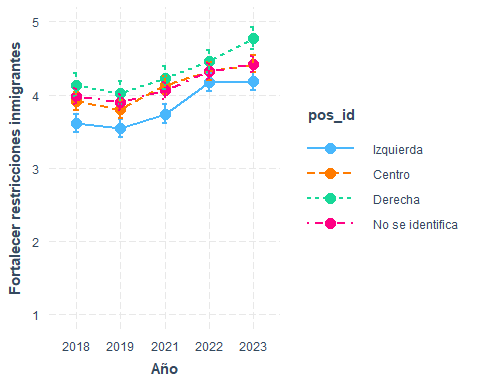 Fortalecer restricciones inmigrantes
5
4
3
2
1
2018 2019 2021 2022 2023
Año
pos_id
Izquierda
Centro
Derecha
No se identifica